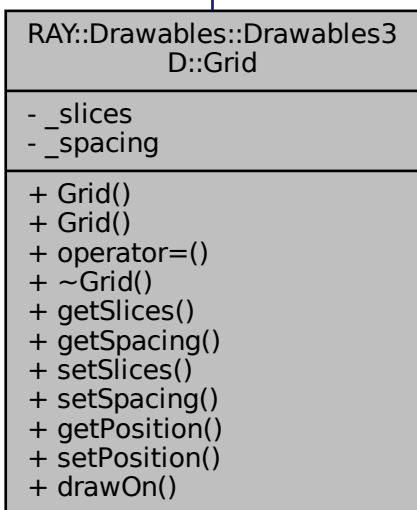 RAY::Drawables::Drawables3
D::Grid
- _slices
- _spacing
+ Grid()
+ Grid()
+ operator=()
+ ~Grid()
+ getSlices()
+ getSpacing()
+ setSlices()
+ setSpacing()
+ getPosition()
+ setPosition()
+ drawOn()